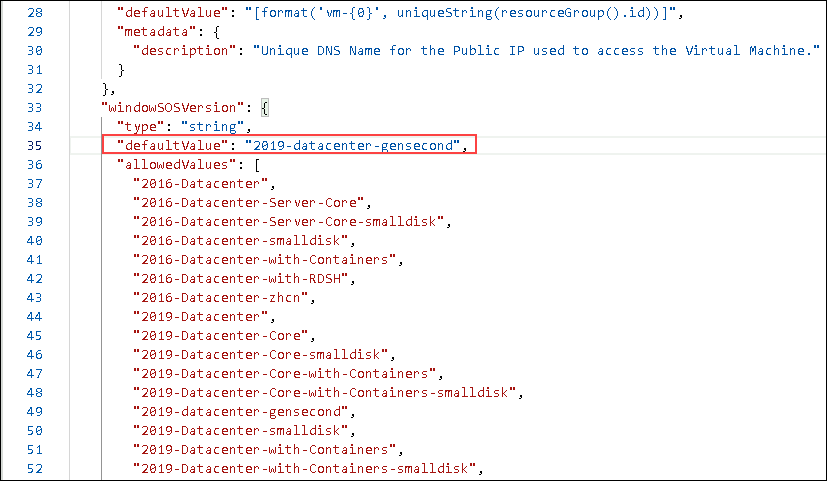 28 "defaultValue": "[format('vm-{0}', uniqueString(resourceGroup().id))]",
29 "metadata": {
30 "description": "Unique DNS Name for the Public IP used to access the Virtual Machine."
31 }
32 },
33 "windowSOSVersion": {
34 "type": "string",
35 "defaultValue": "2019-datacenter-gensecond",
36 "allowedValues": [
37 "2016-Datacenter",
38 "2016-Datacenter-Server-Core",
39 "2016-Datacenter-Server-Core-smalldisk",
40 "2016-Datacenter-smalldisk",
41 "2016-Datacenter-with-Containers",
42 "2016-Datacenter-with-RDSH",
43 "2016-Datacenter-zhcn",
44 "2019-Datacenter",
45 "2019-Datacenter-Core",
46 "2019-Datacenter-Core-smalldisk",
47 "2019-Datacenter-Core-with-Containers",
48 "2019-Datacenter-Core-with-Containers-smalldisk",
49 "2019-datacenter-gensecond",
50 "2019-Datacenter-smalldisk",
51 "2019-Datacenter-with-Containers",
52 "2019-Datacenter-with-Containers-smalldisk",